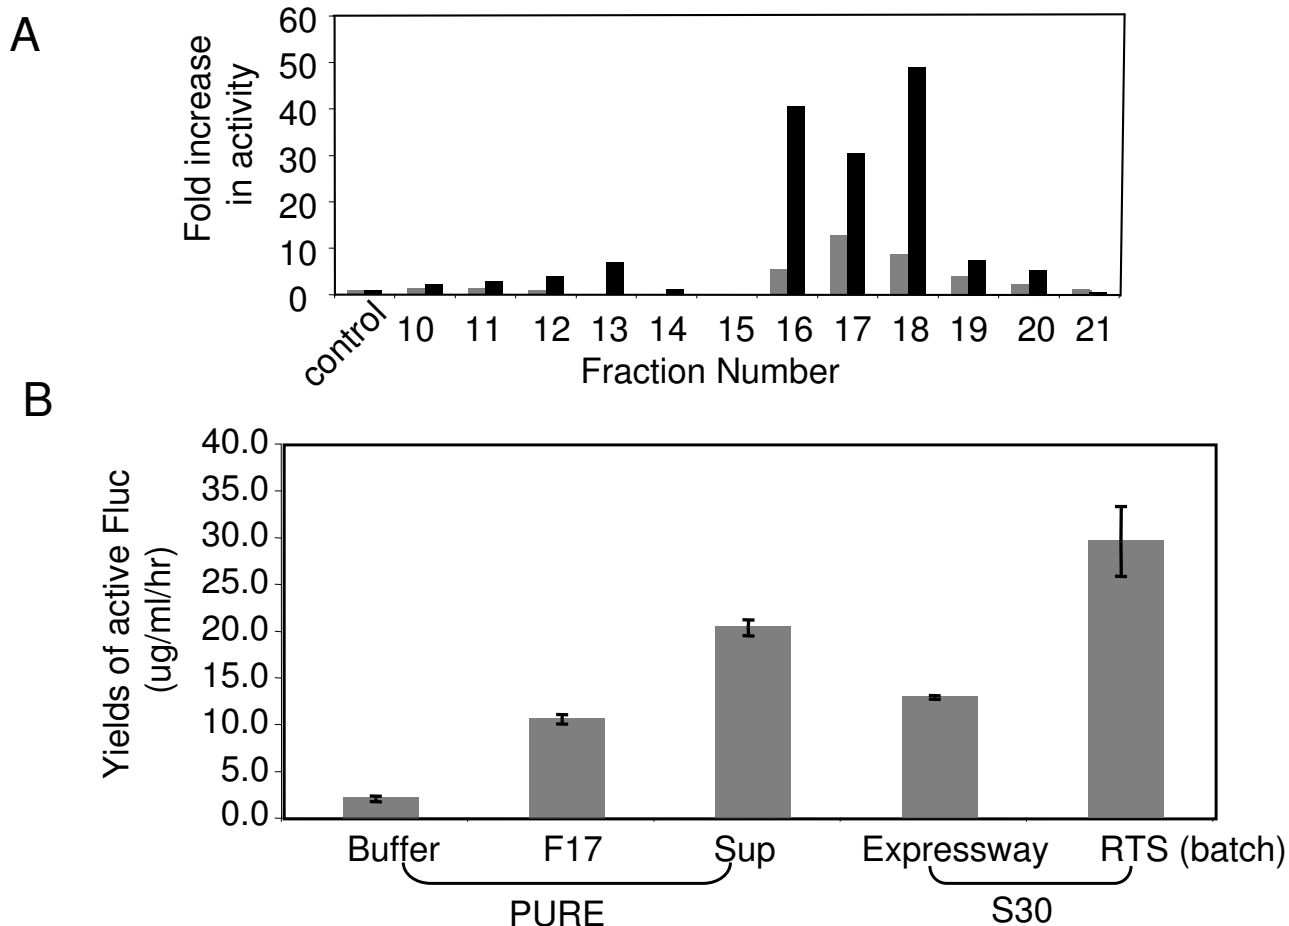 A
Fold increase
in activity
60
50
40
30
20
10
0
control 10 11 12 13 14 15 16 17 18 19 20 21
Fraction Number
B
Yields of active Fluc
(ug/ml/hr)
40.0
35.0
30.0
25.0
20.0
15.0
10.0
5.0
0.0
Buffer F17 Sup Expressway RTS (batch)
PURE S30